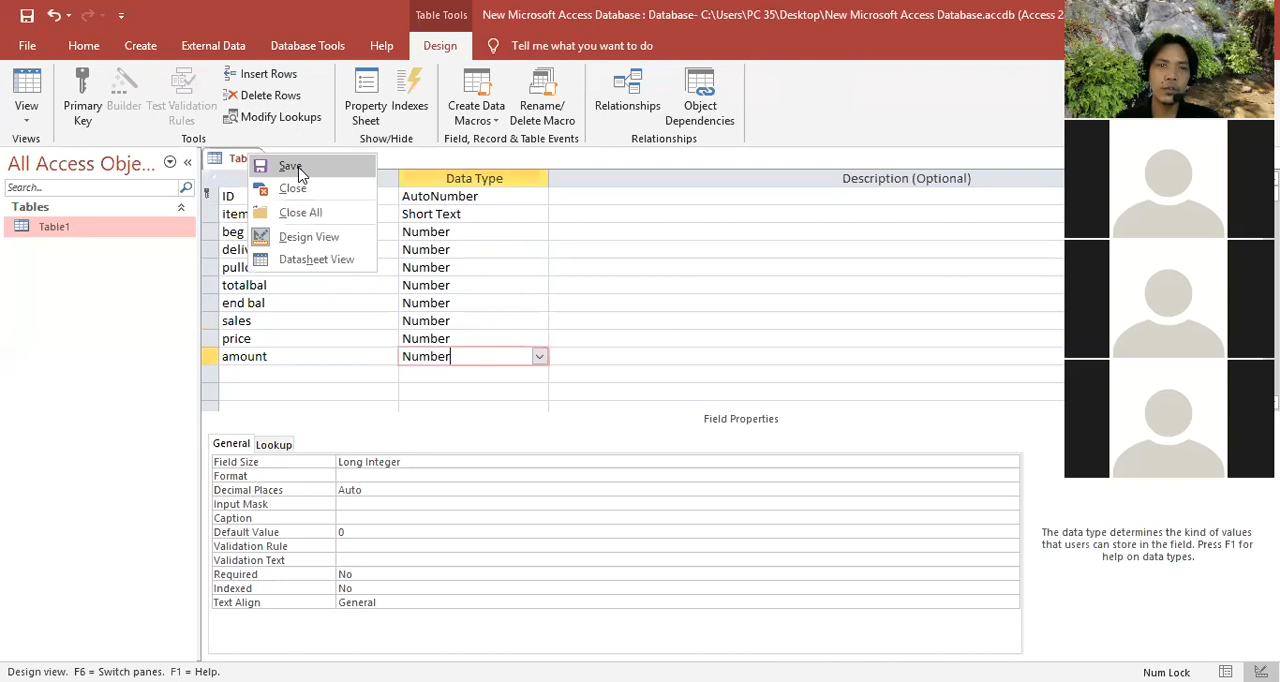 Table Tools
New Microsoft Access Database : Database- C:\Users\PC 35\Desktop\New Microsoft Access Database.accdb (Access 2
File Home Create External Data Database Tools Help Design Tell me what you want to do
View
Primary Key
Builder
Test Validation Rules
Insert Rows
Delete Rows
Modify Lookups
Property Sheet
Indexes
Create Data Macros
Rename/ Delete Macro
Relationships
Object Dependencies
Views Tools Show/Hide Field, Record & Table Events Relationships
All Access Obje...
Search...
Tables
Table1
Save
Close
Close All
Design View
Datasheet View
Data Type Description (Optional)
ID AutoNumber
Short Text
Number
Number
Number
totalbal Number
end bal Number
sales Number
price Number
amount Number
Field Properties
General Lookup
Field Size Long Integer
Format
Decimal Places Auto
Input Mask
Caption
Default Value 0
Validation Rule
Validation Text
Required No
Indexed No
Text Align General
The data type determines the kind of values
that users can store in the field. Press F1 for
help on data types.
Design view. F6 = Switch panes. F1 = Help.
Num Lock